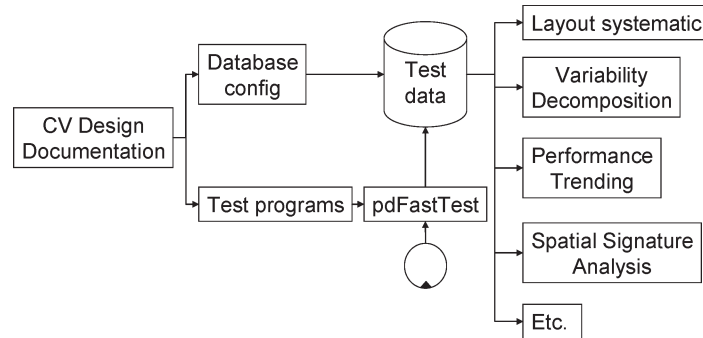 Layout systematic
Database
config
Test
data
Variability
Decomposition
CV Design
Documentation
Performance
Trending
Test programs
pdFastTest
Spatial Signature
Analysis
Etc.